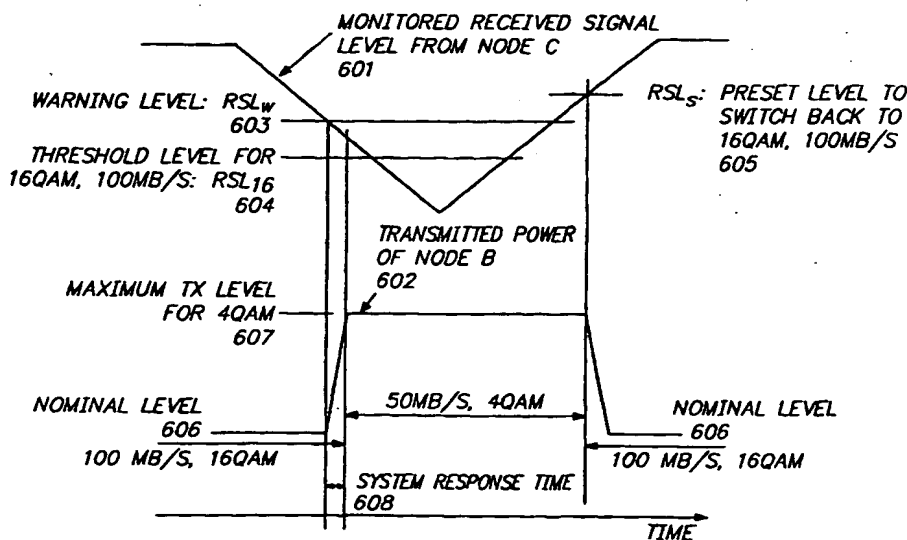 MONITORED RECEIVED SIGNAL
LEVEL FROM NODE C
601
WARNING LEVEL: RSLw
603
RSLs: PRESET LEVEL TO
SWITCH BACK TO
16QAM, 100MB/S
605
THRESHOLD LEVEL FOR
16QAM, 100MB/S: RSL16
604
TRANSMITTED POWER
OF NODE B
602
MAXIMUM TX LEVEL
FOR 4QAM
607
50MB/S, 4QAM
NOMINAL LEVEL
606
NOMINAL LEVEL
606
100 MB/S, 16QAM
100 MB/S, 16QAM
SYSTEM RESPONSE TIME
608
TIME